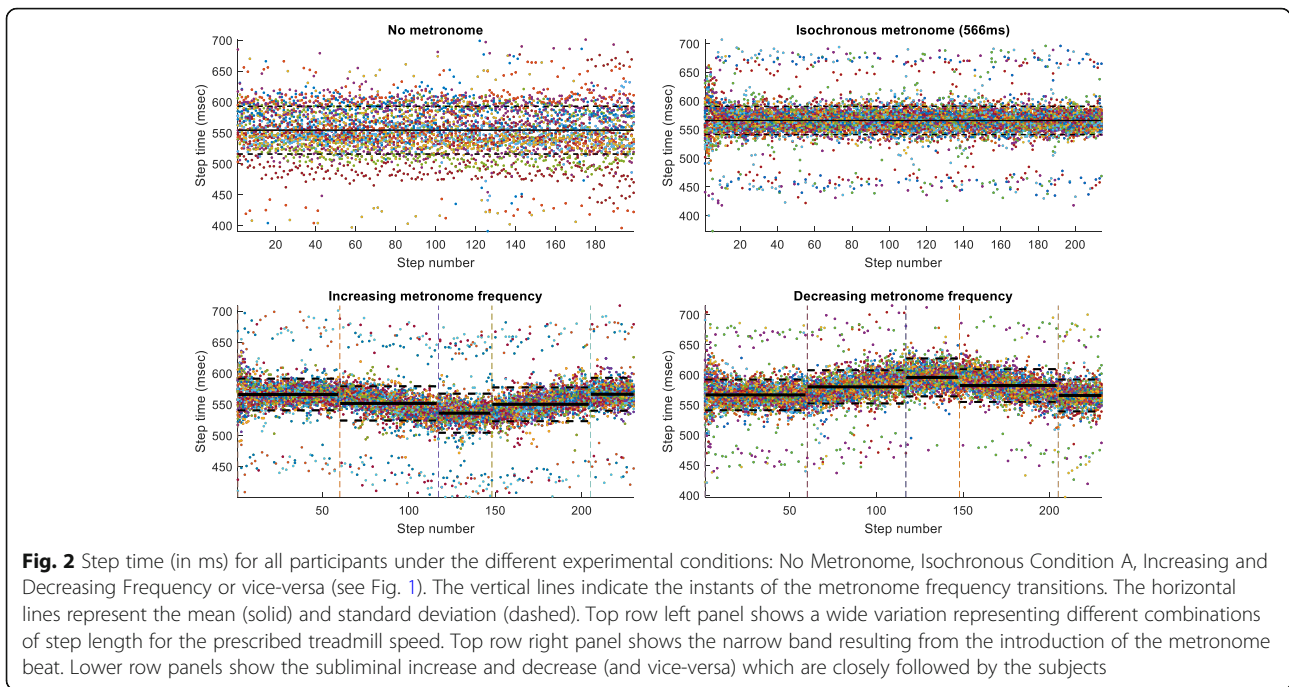 No metronome
700
650
600
550
500
450
400
Step time (msec)
20 40 60 80 100 120 140 160 180
Step number
Isochronous metronome (566ms)
700
650
600
550
500
450
400
Step time (msec)
20 40 60 80 100 120 140 160 180 200
Step number
Increasing metronome frequency
700
650
600
550
500
450
Step time (msec)
50 100 150 200
Step number
Decreasing metronome frequency
700
650
600
550
500
450
400
Step time (msec)
50 100 150 200
Step number
Fig. 2 Step time (in ms) for all participants under the different experimental conditions: No Metronome, Isochronous Condition A, Increasing and
Decreasing Frequency or vice-versa (see Fig. 1). The vertical lines indicate the instants of the metronome frequency transitions. The horizontal
lines represent the mean (solid) and standard deviation (dashed). Top row left panel shows a wide variation representing different combinations
of step length for the prescribed treadmill speed. Top row right panel shows the narrow band resulting from the introduction of the metronome
beat. Lower row panels show the subliminal increase and decrease (and vice-versa) which are closely followed by the subjects